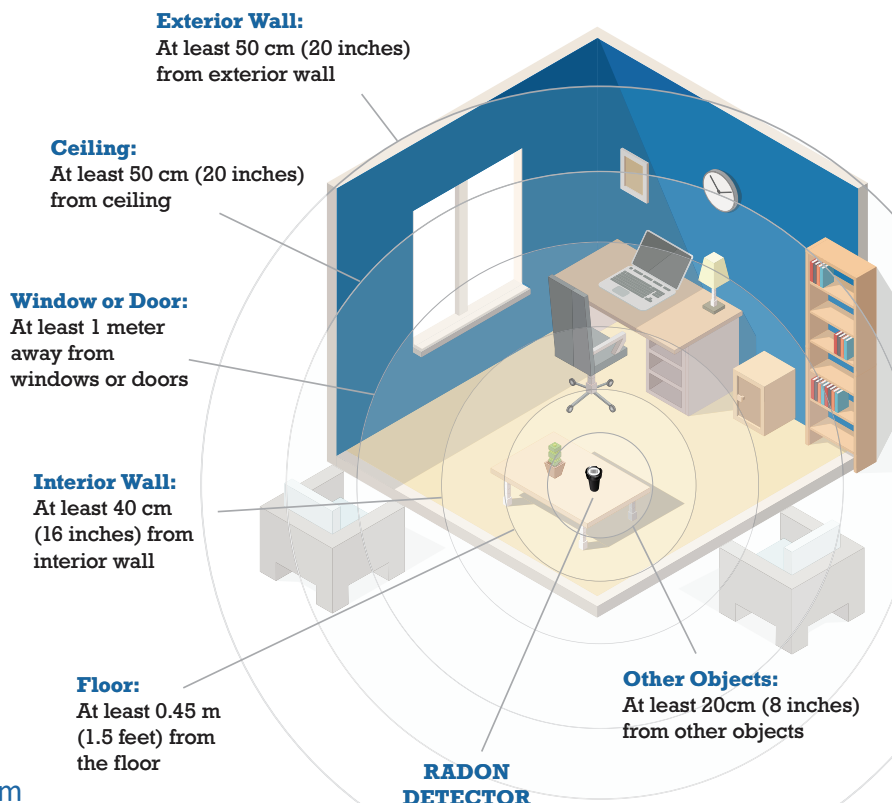 Exterior Wall:
At least 50 cm (20 inches)
from exterior wall
Ceiling:
At least 50 cm (20 inches)
from ceiling
Window or Door:
At least 1 meter
away from
windows or doors
Interior Wall:
At least 40 cm
(16 inches) from
interior wall
Floor:
At least 0.45 m
(1.5 feet) from
the floor
Other Objects:
At least 20cm (8 inches)
from other objects
RADON
DETECTOR
m